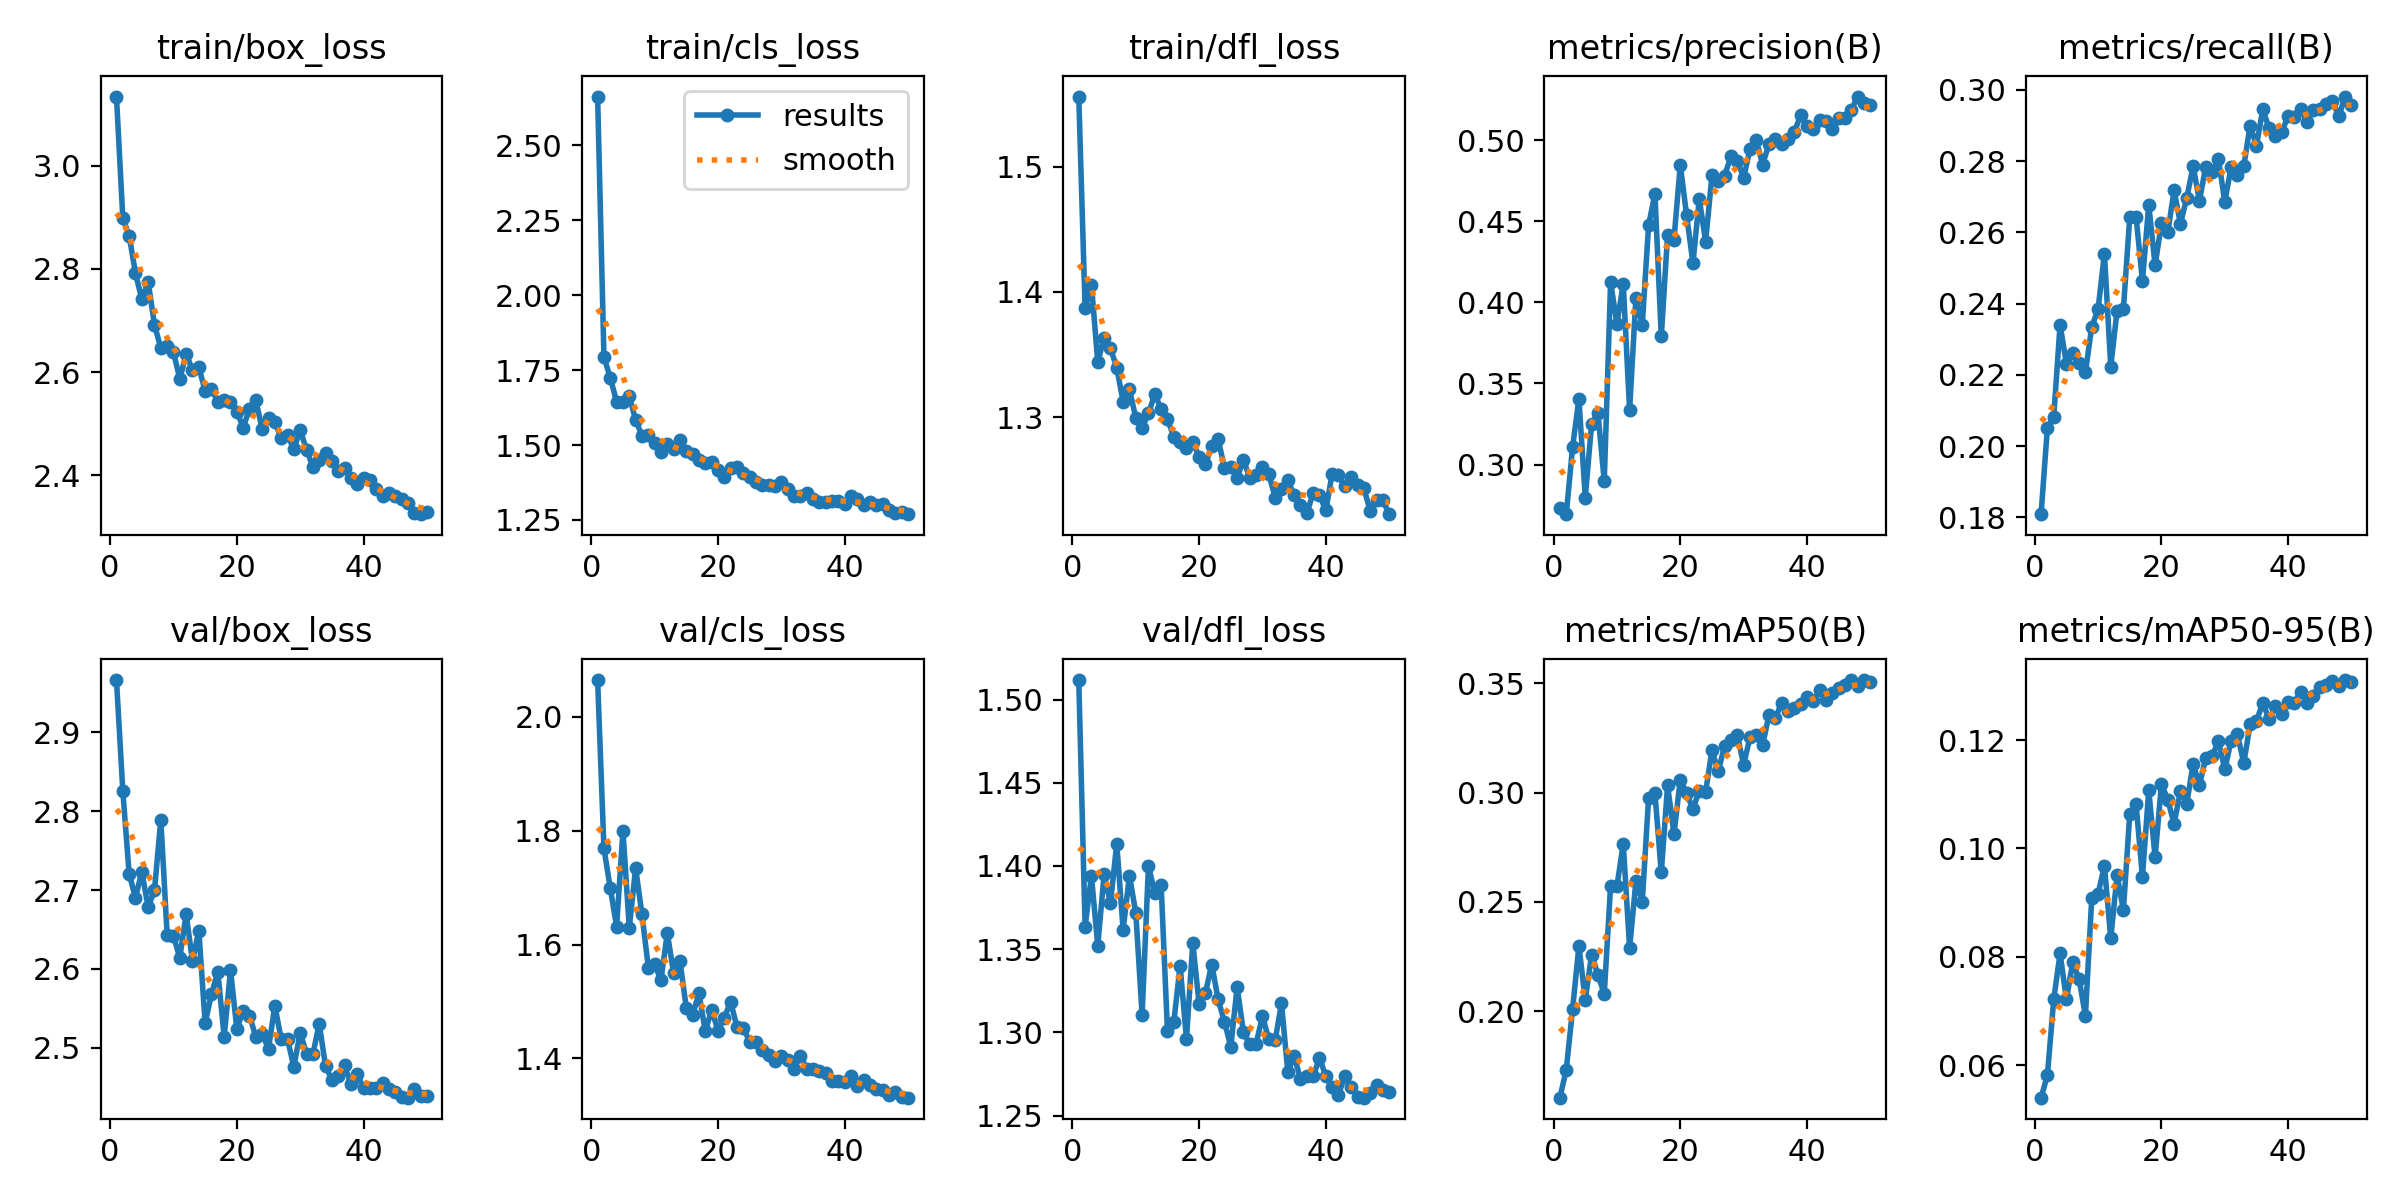 train/box_loss
3.0
2.8
2.6
2.4
0 20 40
train/cls_loss
results
smooth
2.50
2.25
2.00
1.75
1.50
1.25
0 20 40
train/dfl_loss
1.5
1.4
1.3
0 20 40
metrics/precision(B)
0.50
0.45
0.40
0.35
0.30
0 20 40
metrics/recall(B)
0.30
0.28
0.26
0.24
0.22
0.20
0.18
0 20 40
val/box_loss
2.9
2.8
2.7
2.6
2.5
0 20 40
val/cls_loss
2.0
1.8
1.6
1.4
0 20 40
val/dfl_loss
1.50
1.45
1.40
1.35
1.30
1.25
0 20 40
metrics/mAP50(B)
0.35
0.30
0.25
0.20
0 20 40
metrics/mAP50-95(B)
0.12
0.10
0.08
0.06
0 20 40